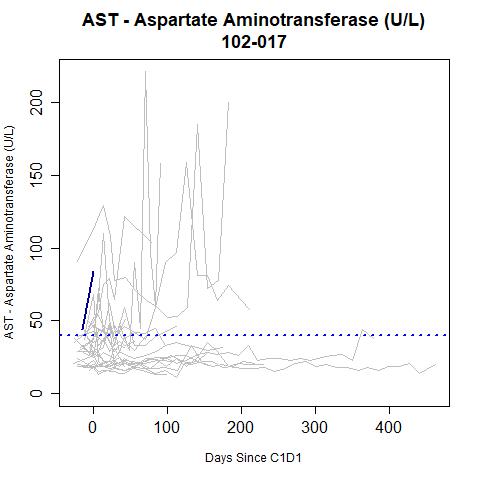 AST - Aspartate Aminotransferase (U/L)
102-017
AST - Aspartate Aminotransferase (U/L)
200
150
100
50
0
0 100 200 300 400
Days Since C1D1